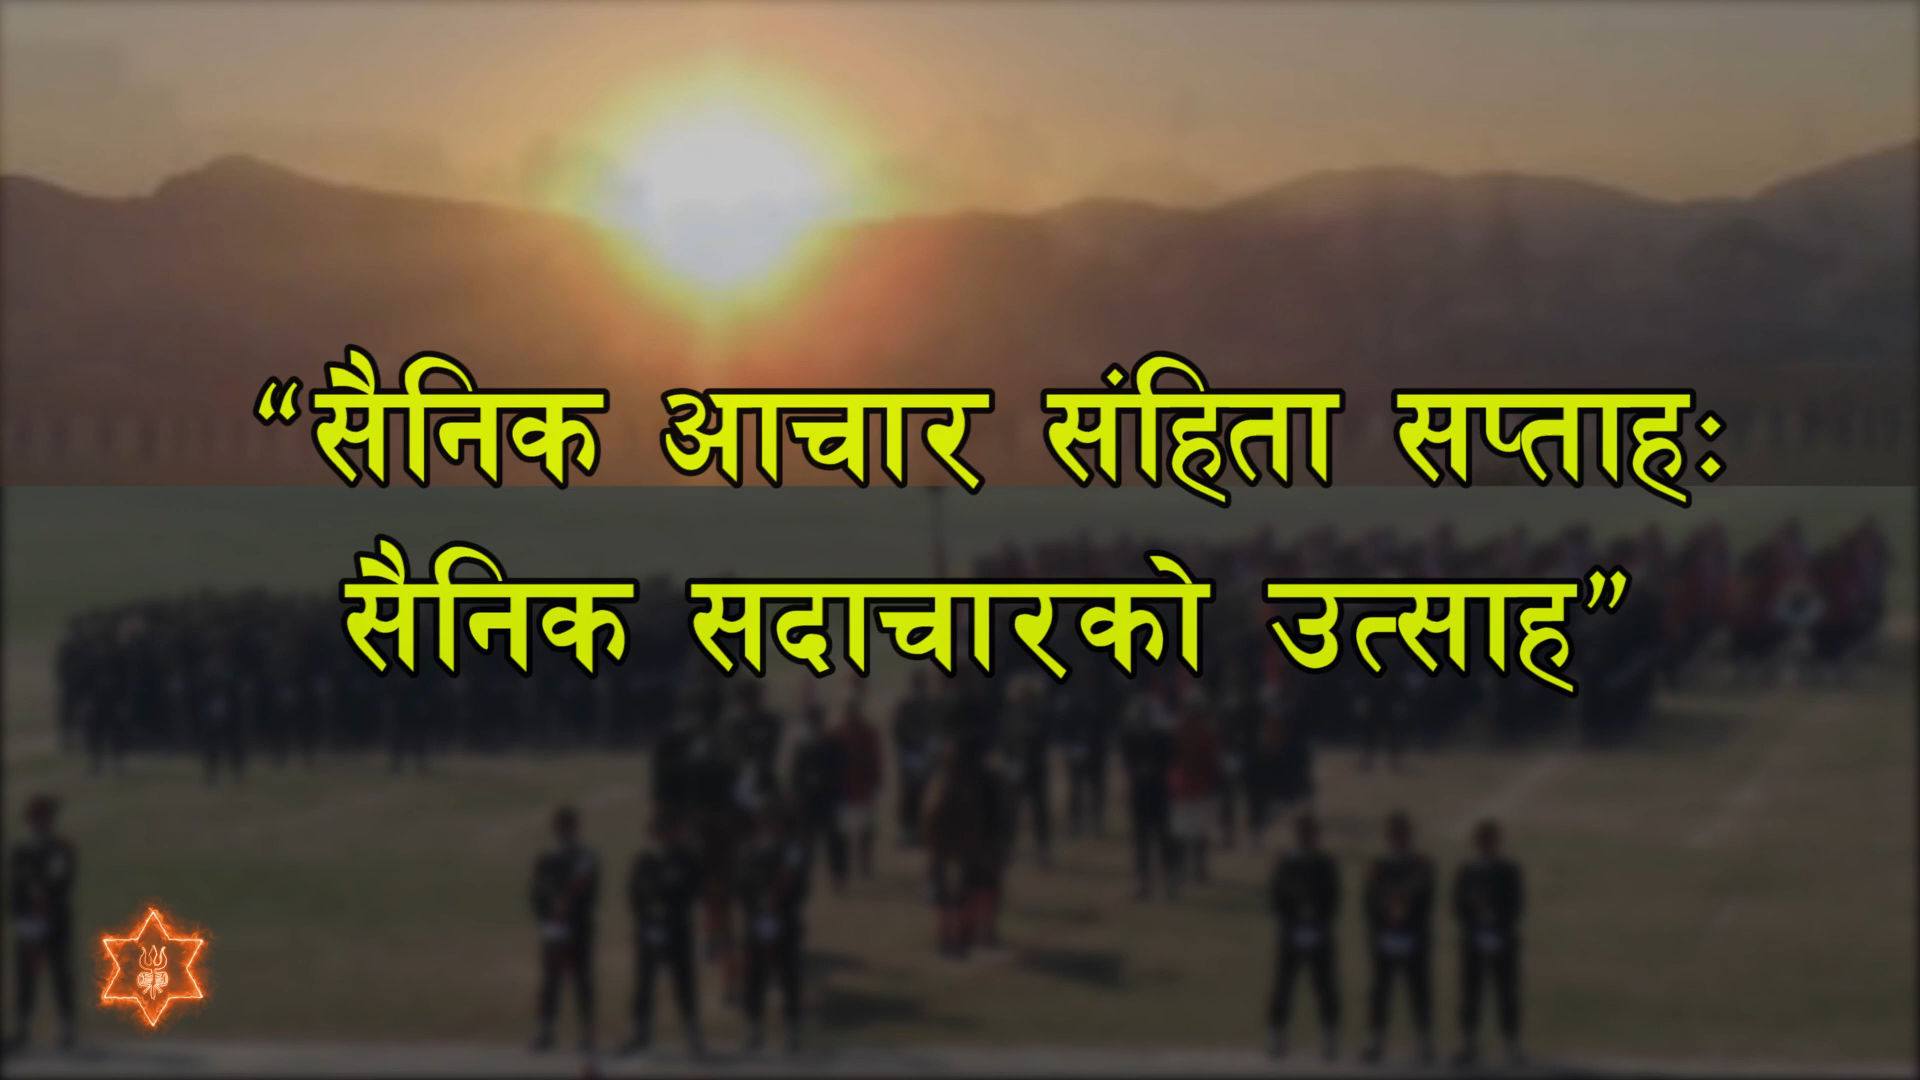 “सैनिक आचार संहिता सप्ताहः
सैनिक सदाचारको उत्साह”